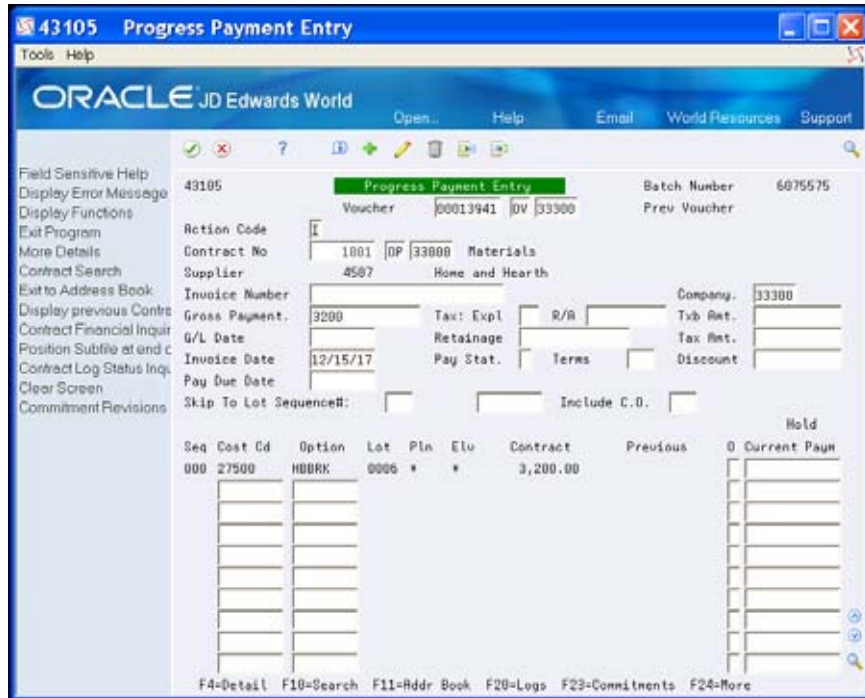 43105 Progress Payment Entry
Tools Help
ORACLE JD Edwards World
Open... Help Email World Resources Support
Field Sensitive Help
Display Error Message
Display Functions
Exit Program
More Details
Contract Search
Exit to Address Book
Display previous Contre
Contract Financial Inquir
Position Subfile at end c
Contract Log Status Inqu
Clear Screen
Commitment Revisions
43105 Progress Payment Entry Batch Number 6075575
Voucher 00013941 OV 33300 Prev Voucher
Action Code I
Contract No 1001 OP 33000 Materials
Supplier 4507 Home and Hearth
Invoice Number Company. 33300
Gross Payment. 3200 Tax: Expl R/A Txb Amt.
G/L Date Retainage Tax Amt.
Invoice Date 12/15/17 Pay Stat. Terms Discount
Pay Due Date
Skip To Lot Sequence#: Include C.O.
Hold
Seq Cost Cd Option Lot Pln Elv Contract Previous O Current Paym
000 27500 HDDRK 0006 * * 3,200.00
F4=Detail F10=Search F11=Addr Book F20=Logs F23=Commitments F24=More